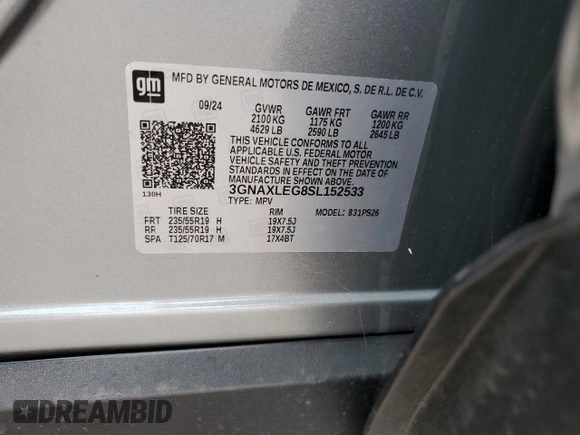 gm
MFD BY GENERAL MOTORS DE MEXICO, S. DE R.L. DE C.V.
09/24 GVWR GAWR FRT GAWR RR
2100 KG 1175 KG 1200 KG
4629 LB 2590 LB 2645 LB
THIS VEHICLE CONFORMS TO ALL
APPLICABLE U.S. FEDERAL MOTOR
VEHICLE SAFETY AND THEFT PREVENTION
STANDARDS IN EFFECT ON THE DATE OF
MANUFACTURE SHOWN ABOVE.
130H
3GNAXLEG8SL152533
TYPE: MPV MODEL: 831PS26
TIRE SIZE RIM
FRT 235/55R19 H 19X7.5J
RR 235/55R19 H 19X7.5J
SPA T125/70R17 M 17X4BT
DREAMBID